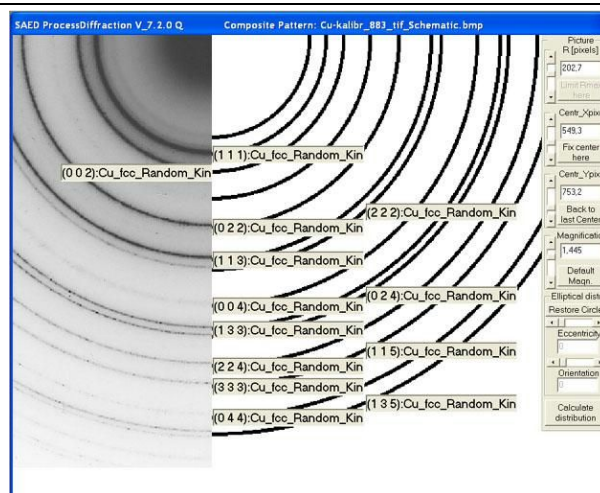 SAED ProcessDiffraction V_7.2.0 Q Composite Pattern: Cu-kalibr_883_tif_Schematic.bmp
(1 1 1):Cu_fcc_Random_Kin
(0 0 2):Cu_fcc_Random_Kin
(2 2 2):Cu_fcc_Random_Kin
(0 2 2):Cu_fcc_Random_Kin
(1 1 3):Cu_fcc_Random_Kin
(0 2 4):Cu_fcc_Random_Kin
(0 0 4):Cu_fcc_Random_Kin
(1 3 3):Cu_fcc_Random_Kin
(1 1 5):Cu_fcc_Random_Kin
(2 2 4):Cu_fcc_Random_Kin
(3 3 3):Cu_fcc_Random_Kin
(1 3 5):Cu_fcc_Random_Kin
(0 4 4):Cu_fcc_Random_Kin
Picture
R [pixels]
202,7
Limit Rmax
here
Centr_Xpix
549,3
Fix center
here
Centr_Ypix
753,2
Back to
last Center
Magnificatio
1,445
Default
Magn.
Elliptical disto
Restore Circle
Eccentricity
0
Orientation
0
Calculate
distribution